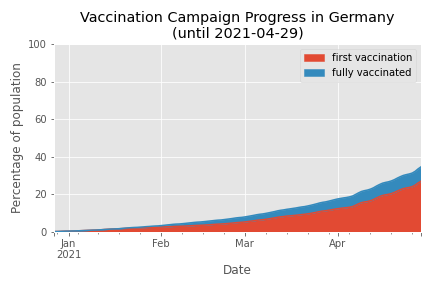 Vaccination Campaign Progress in Germany
(until 2021-04-29)
Percentage of population
100
80
60
40
20
0
first vaccination
fully vaccinated
Jan
2021
Feb
Mar
Apr
Date